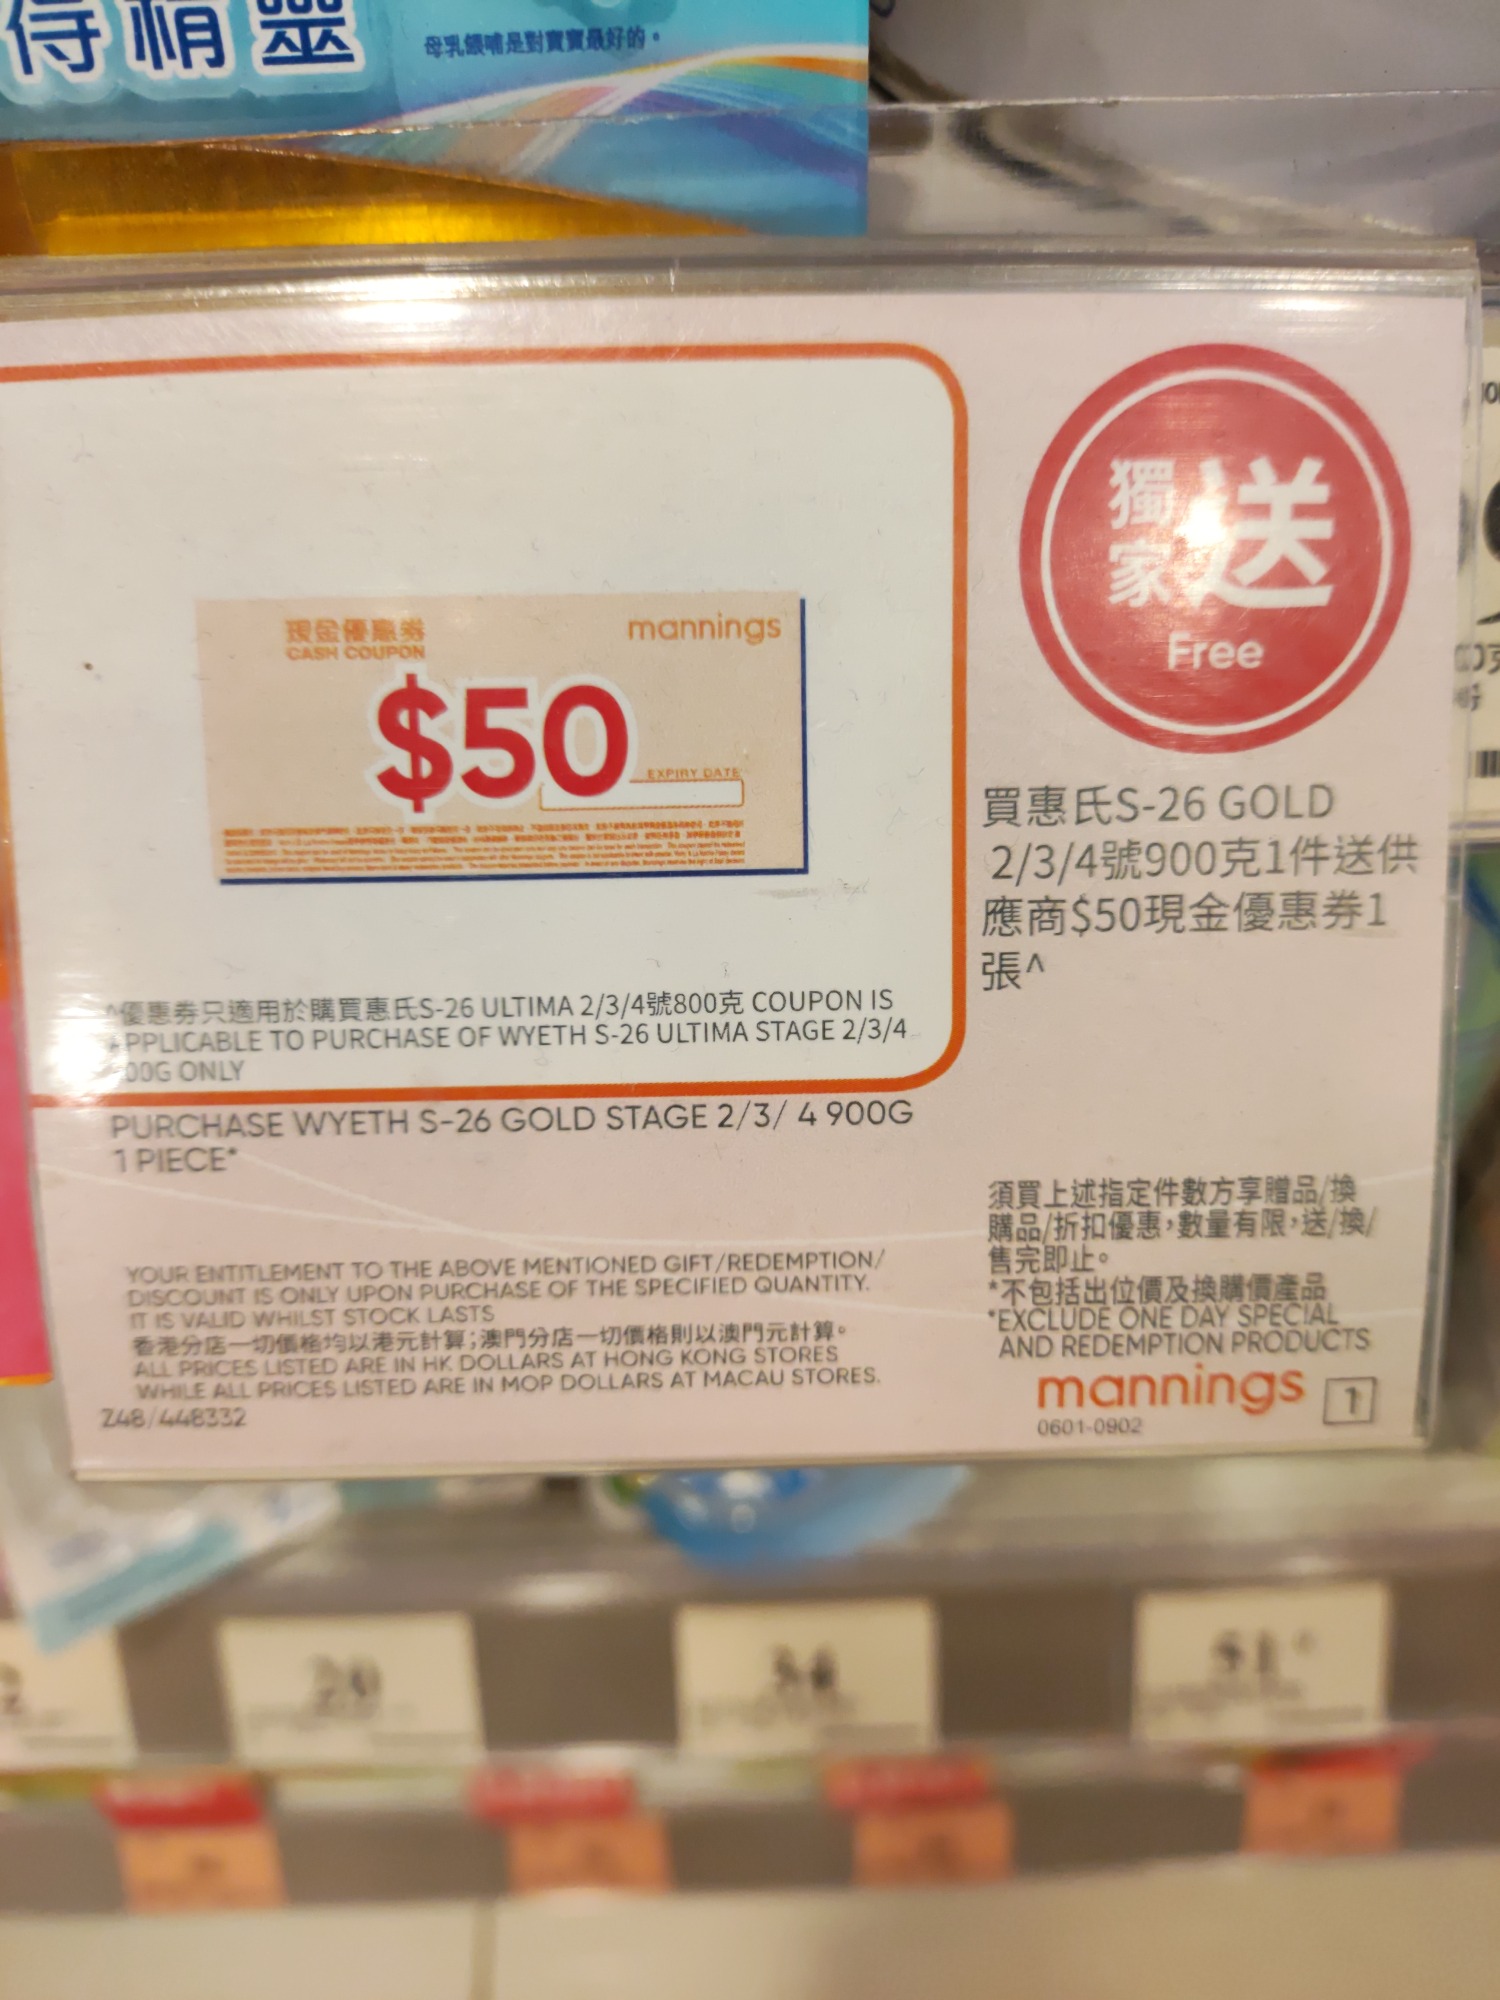 得精靈
母乳餵哺是對寶寶最好的。
現金優惠券
CASH COUPON
mannings
$50
EXPIRY DATE
獨家送
Free
買惠氏S-26 GOLD
2/3/4號900克1件送供
應商$50現金優惠券1
張^
^優惠券只適用於購買惠氏S-26 ULTIMA 2/3/4號800克 COUPON IS
APPLICABLE TO PURCHASE OF WYETH S-26 ULTIMA STAGE 2/3/4
00G ONLY
PURCHASE WYETH S-26 GOLD STAGE 2/3/ 4 900G
1 PIECE*
YOUR ENTITLEMENT TO THE ABOVE MENTIONED GIFT/REDEMPTION/
DISCOUNT IS ONLY UPON PURCHASE OF THE SPECIFIED QUANTITY.
IT IS VALID WHILST STOCK LASTS
香港分店一切價格均以港元計算;澳門分店一切價格則以澳門元計算。
ALL PRICES LISTED ARE IN HK DOLLARS AT HONG KONG STORES
WHILE ALL PRICES LISTED ARE IN MOP DOLLARS AT MACAU STORES.
Z48/448332
須買上述指定件數方享贈品/換
購品/折扣優惠,數量有限,送/換/
售完即止。
*不包括出位價及換購價產品
*EXCLUDE ONE DAY SPECIAL
AND REDEMPTION PRODUCTS
mannings 1
0601-0902